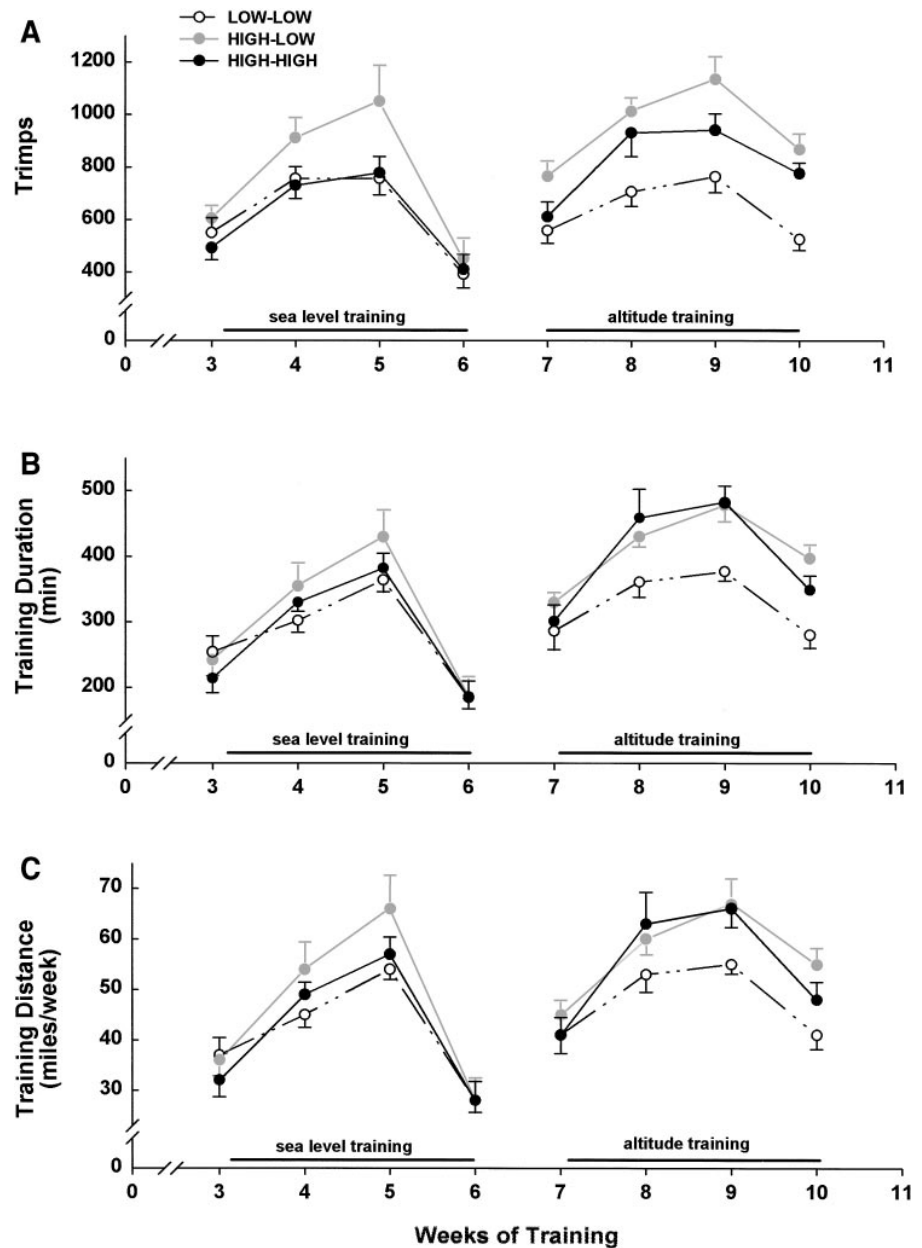 A
LOW-LOW
HIGH-LOW
HIGH-HIGH
Trimps
1200
1000
800
600
400
0
sea level training
altitude training
0 3 4 5 6 7 8 9 10 11
B
Training Duration
(min)
500
400
300
200
0
sea level training
altitude training
0 3 4 5 6 7 8 9 10 11
C
Training Distance
(miles/week)
70
60
50
40
30
0
sea level training
altitude training
0 3 4 5 6 7 8 9 10 11
Weeks of Training